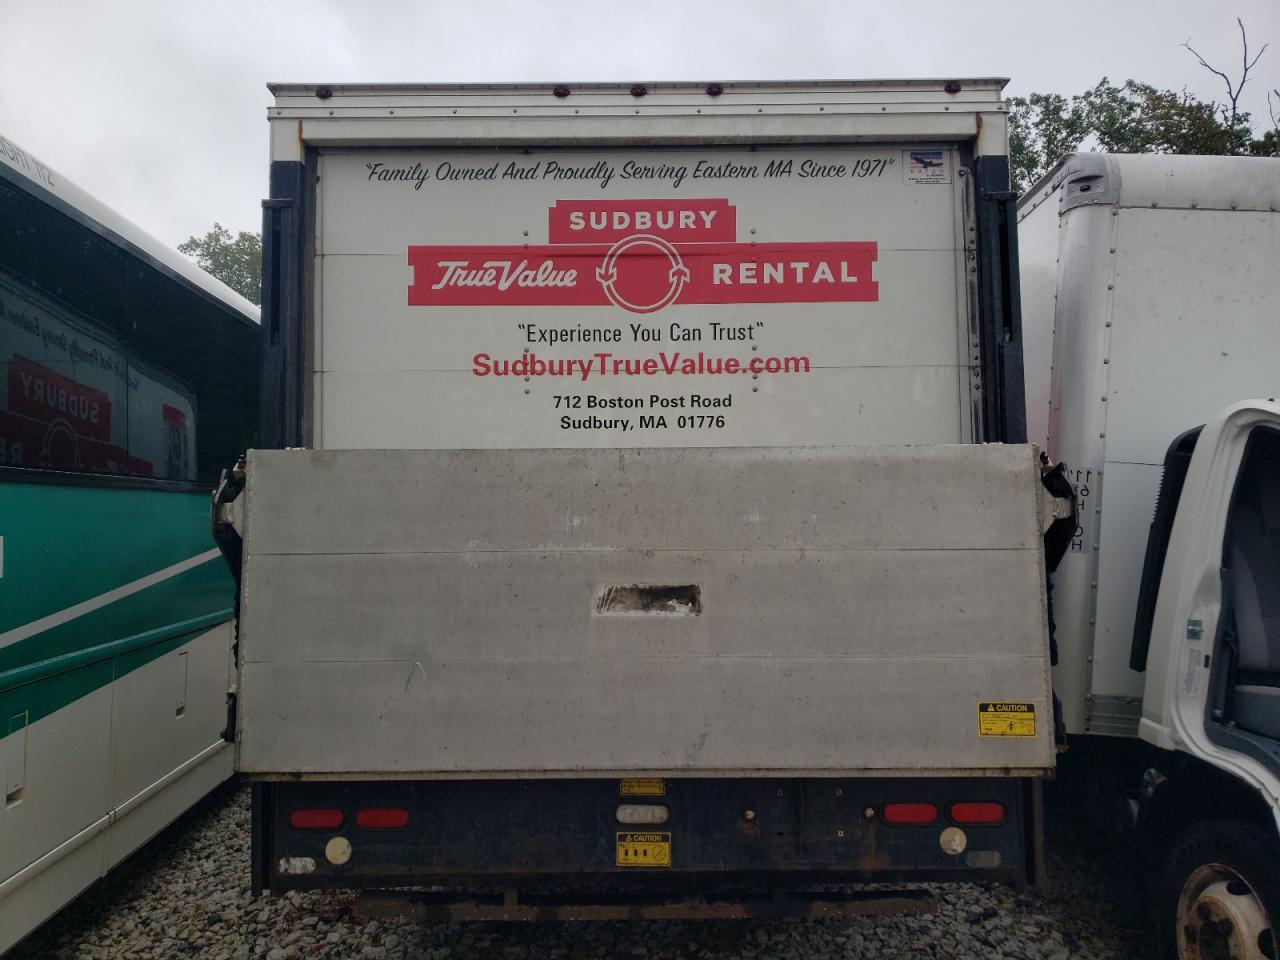 "Family Owned And Proudly Serving Eastern MA Since 1971"
SUDBURY
True Value RENTAL
"Experience You Can Trust"
SudburyTrueValue.com
712 Boston Post Road
Sudbury, MA 01776
CAUTION
CAUTION